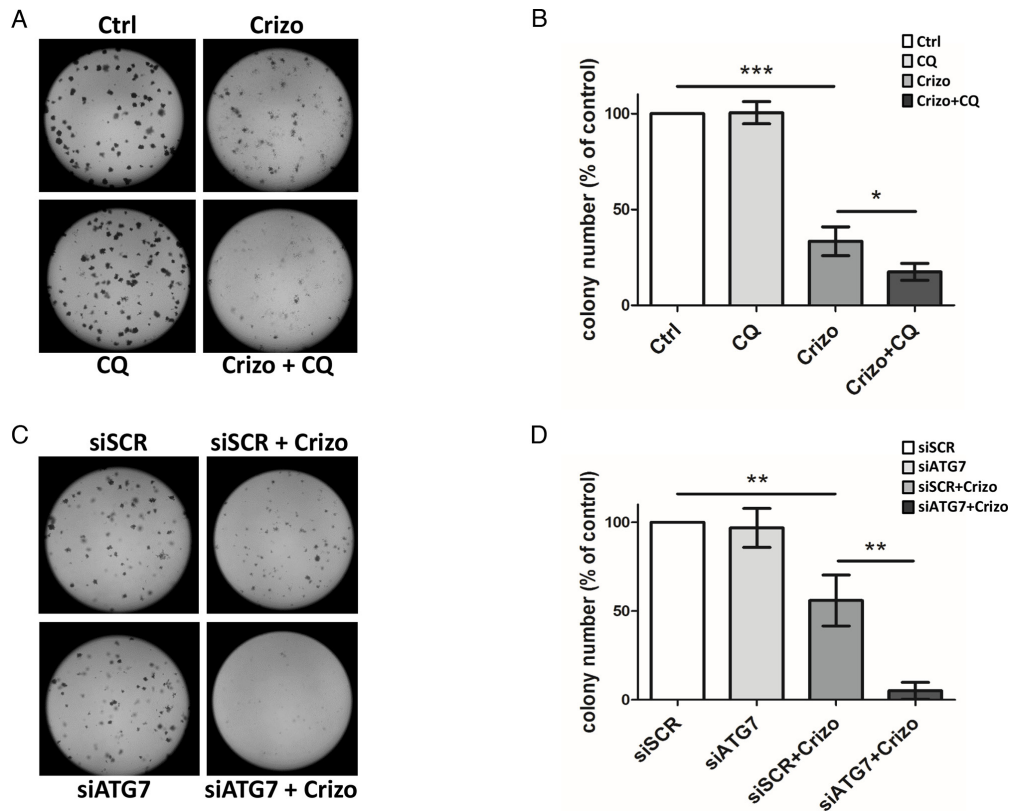 A
Ctrl Crizo
CQ Crizo + CQ
B
Ctrl
CQ
Crizo
Crizo+CQ
colony number (% of control)
***
*
100
50
0
Ctrl CQ Crizo Crizo+CQ
C
siSCR siSCR + Crizo
siATG7 siATG7 + Crizo
D
siSCR
siATG7
siSCR+Crizo
siATG7+Crizo
colony number (% of control)
**
**
100
50
0
siSCR siATG7 siSCR+Crizo siATG7+Crizo